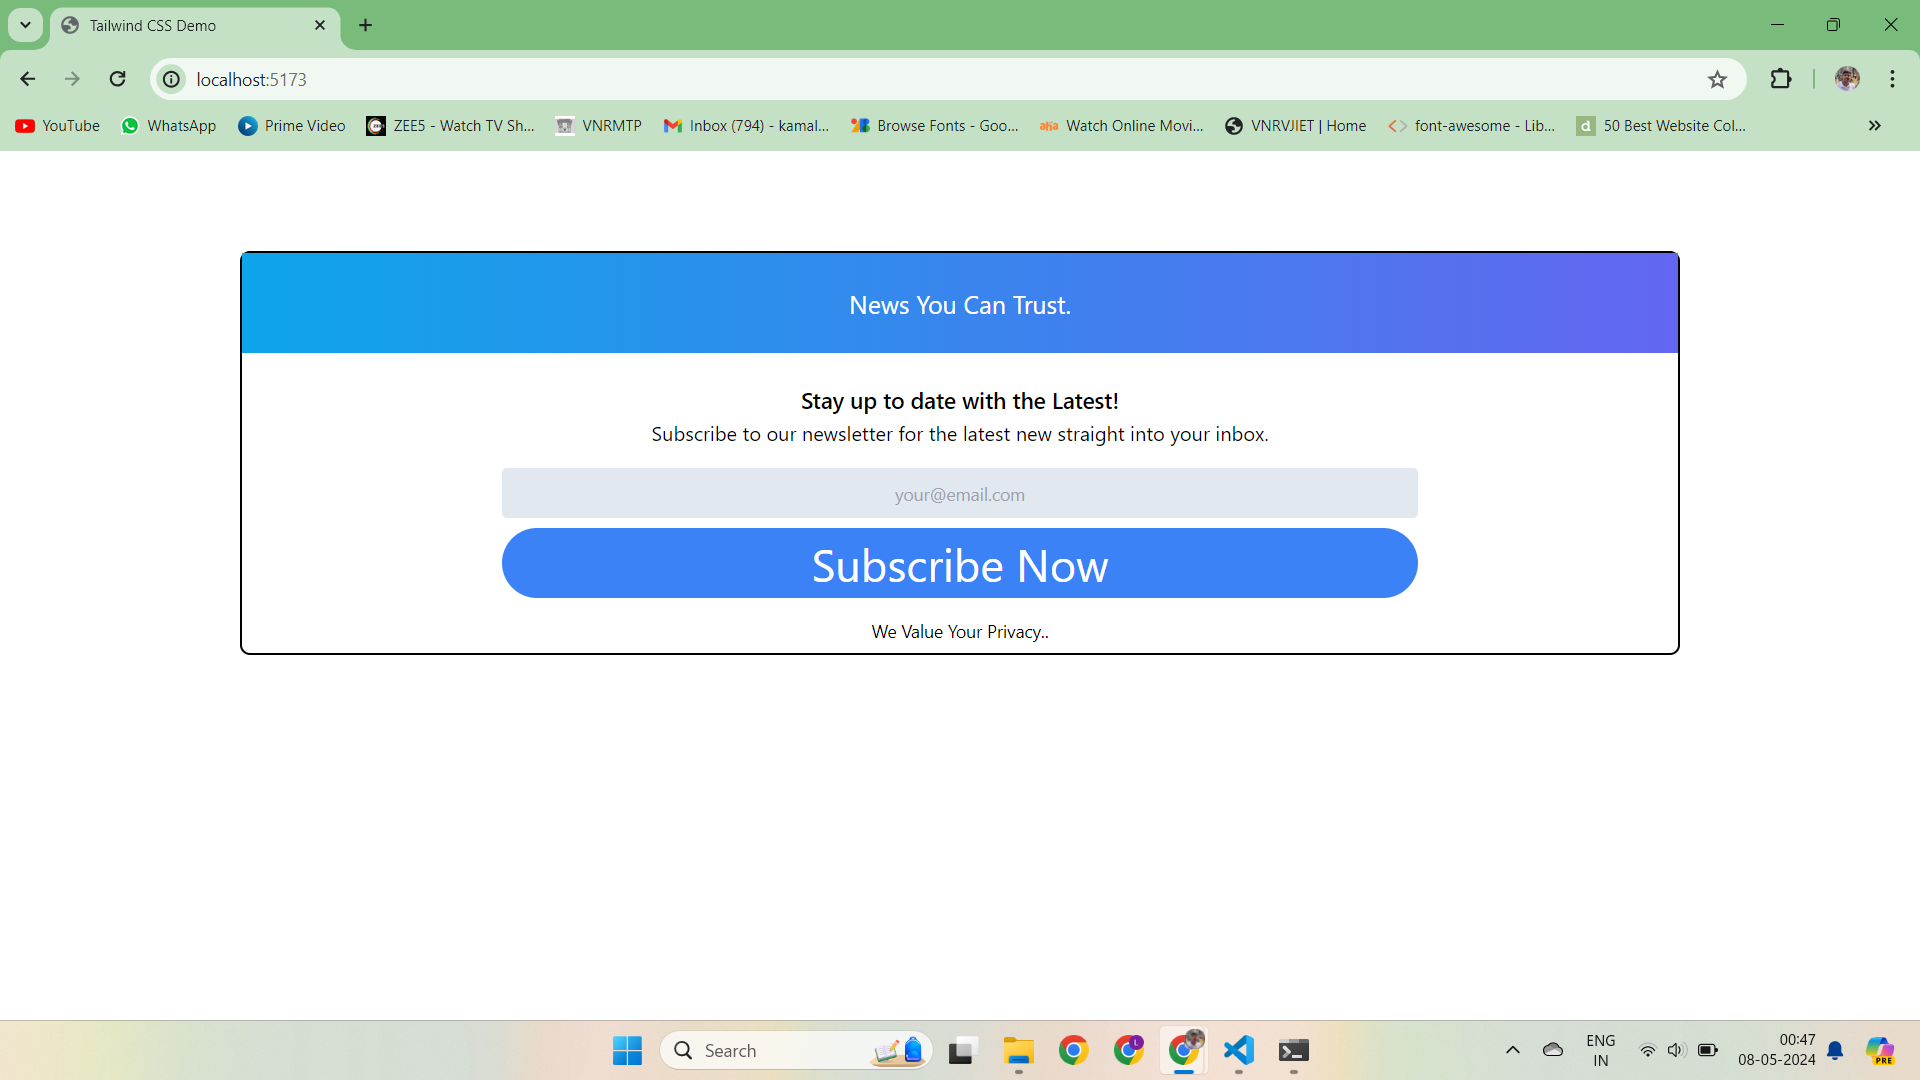 Tailwind CSS Demo
localhost:5173
YouTube WhatsApp Prime Video ZEE5 - Watch TV Sh... VNRMTP Inbox (794) - kamal... Browse Fonts - Goo... aha Watch Online Movi... VNRVJIET | Home font-awesome - Lib... d 50 Best Website Col...
News You Can Trust.
Stay up to date with the Latest!
Subscribe to our newsletter for the latest new straight into your inbox.
your@email.com
Subscribe Now
We Value Your Privacy..
Search
L
ENG
IN
00:47
08-05-2024
PRE